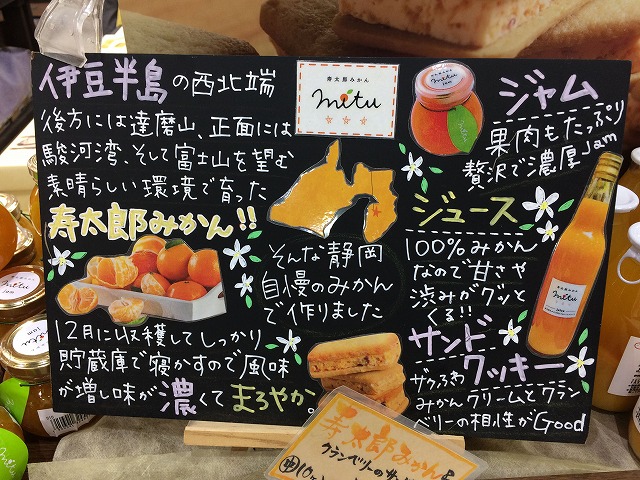 伊豆半島の西北端
後方には達磨山、正面には
駿河湾、そして富士山を望む
素晴らしい環境で育った
寿太郎みかん!!
12月に収穫してしっかり
貯蔵庫で寝かすので風味
が増し味が濃くてまろやか。
寿太郎みかん
mitu
そんな静岡
自慢のみかん
で作りました
ジャム
果肉もたっぷり
贅沢で濃厚Jam
ジュース
100%みかん
なので甘さや
渋みがグッと
くる!!
サンド
クッキー
ザクふわ
みかんクリームとクラン
ベリーの相性がGood
mitu
寿太郎みかん&
クランベリーのサ
jam
mitu